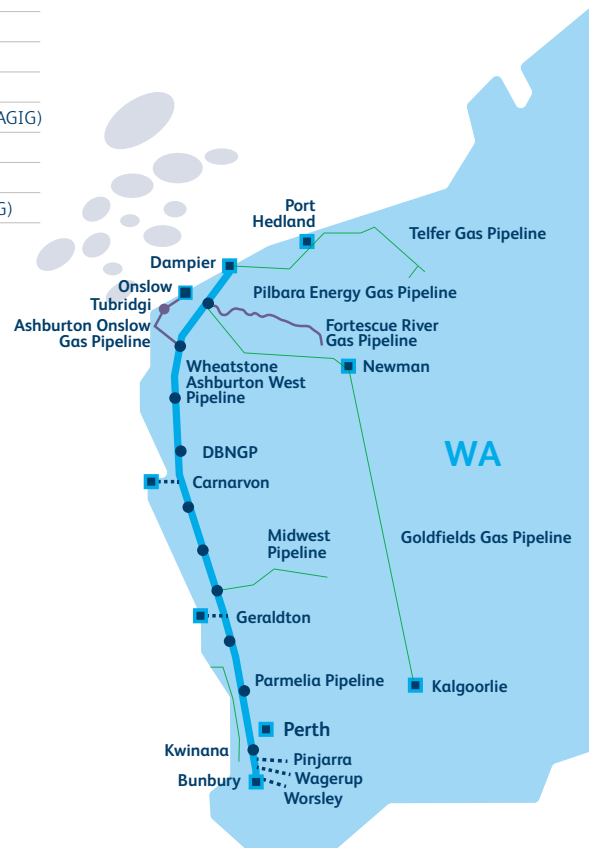 AGIG)
G)
Port
Hedland
Telfer Gas Pipeline
Dampier
Onslow
Pilbara Energy Gas Pipeline
Tubridgi
Ashburton Onslow
Gas Pipeline
Fortescue River
Gas Pipeline
Wheatstone
Ashburton West
Pipeline
Newman
DBNGP
WA
Carnarvon
Midwest
Pipeline
Goldfields Gas Pipeline
Geraldton
Parmelia Pipeline
Kalgoorlie
Perth
Kwinana
Pinjarra
Wagerup
Bunbury
Worsley